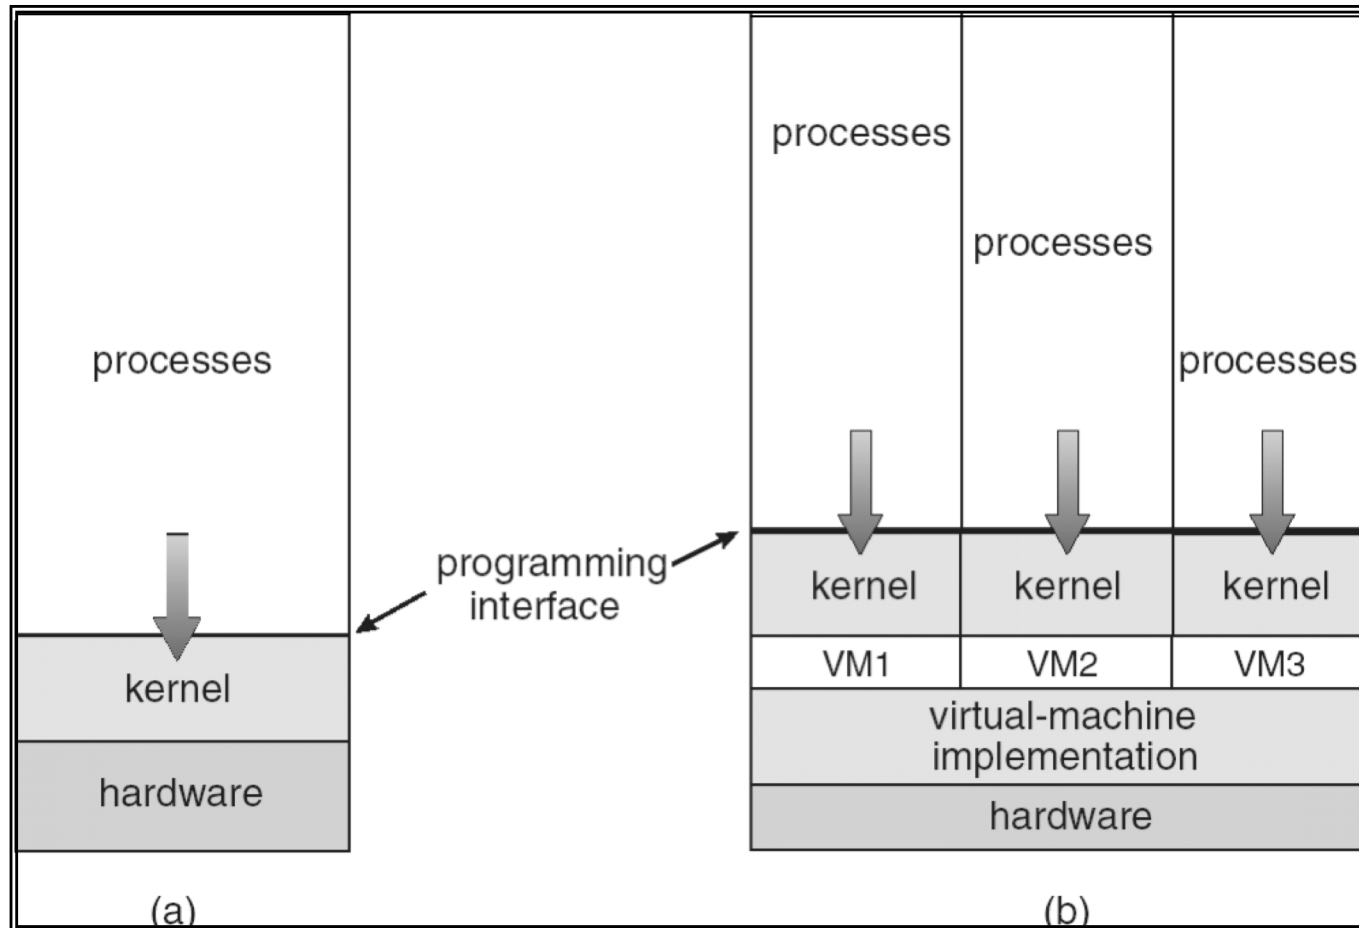 processes
kernel
hardware
(a)
programming
interface
processes
processes
processes
kernel
kernel
kernel
VM1
VM2
VM3
virtual-machine
implementation
hardware
(b)